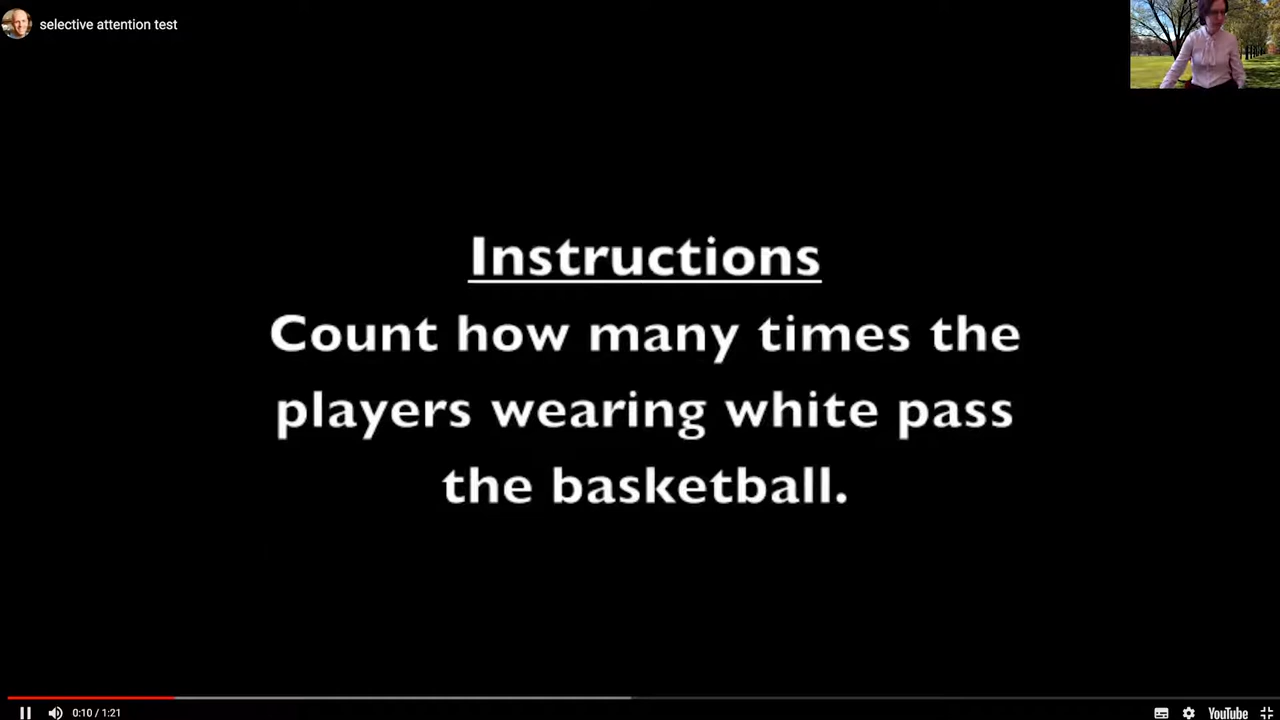 selective attention test
Instructions
Count how many times the
players wearing white pass
the basketball.
0:10 / 1:21
YouTube